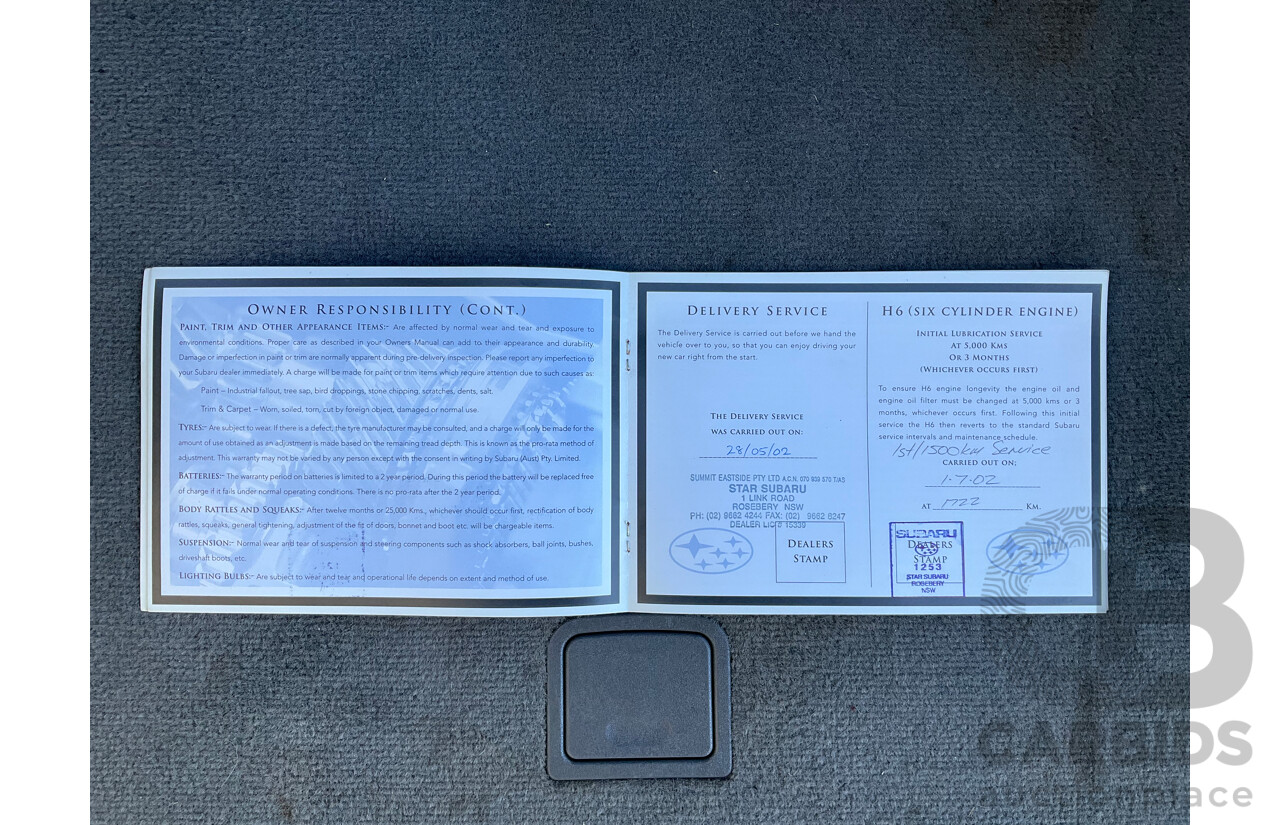 OWNER RESPONSIBILITY (CONT.)
PAINT, TRIM AND OTHER APPEARANCE ITEMS:- Are affected by normal wear and tear and exposure to
environmental conditions. Proper care as described in your Owners Manual can add to their appearance and durability
Damage or imperfection in paint or trim are normally apparent during pre-delivery inspection. Please report any imperfection to
your Subaru dealer immediately. A charge will be made for paint or trim items which require attention due to such causes as:
Paint – Industrial fallout, tree sap, bird droppings, stone chipping, scratches, dents, salt.
Trim & Carpet – Worn, soiled, torn, cut by foreign object, damaged or normal use.
TYRES:- Are subject to wear. If there is a defect, the tyre manufacturer may be consulted, and a charge will only be made for the
amount of use obtained as an adjustment is made based on the remaining tread depth. This is known as the pro-rata method of
adjustment. This warranty may not be varied by any person except with the consent in writing by Subaru (Aust) Pty. Limited.
BATTERIES:- The warranty period on batteries is limited to a 2 year period. During this period the battery will be replaced free
of charge if it fails under normal operating conditions. There is no pro-rata after the 2 year period.
BODY RATTLES AND SQUEAKS:- After twelve months or 25,000 Kms., whichever should occur first, rectification of body
rattles, squeaks, general tightening, adjustment of the fit of doors, bonnet and boot etc. will be chargeable items.
SUSPENSION:- Normal wear and tear of suspension and steering components such as shock absorbers, ball joints, bushes,
driveshaft boots, etc.
LIGHTING BULBS:- Are subject to wear and tear and operational life depends on extent and method of use.
DELIVERY SERVICE
The Delivery Service is carried out before we hand the
vehicle over to you, so that you can enjoy driving your
new car right from the start.
THE DELIVERY SERVICE
WAS CARRIED OUT ON:
28/05/02
SUMMIT EASTSIDE PTY LTD A.C.N. 070 939 570 T/AS
STAR SUBARU
1 LINK ROAD
ROSEBERY NSW
PH: (02) 9662 4244 FAX: (02) 9662 8247
DEALER LIC# 15339
DEALERS
STAMP
H6 (SIX CYLINDER ENGINE)
INITIAL LUBRICATION SERVICE
AT 5,000 KMS
OR 3 MONTHS
(WHICHEVER OCCURS FIRST)
To ensure H6 engine longevity the engine oil and
engine oil filter must be changed at 5,000 kms or 3
months, whichever occurs first. Following this initial
service the H6 then reverts to the standard Subaru
service intervals and maintenance schedule.
1st/1500km Service
CARRIED OUT ON;
1.7.02
AT 1722 KM.
SUBARU
DEALERS
STAMP
1253
STAR SUBARU
ROSEBERY
NSW
CARBIDS
auctionplace